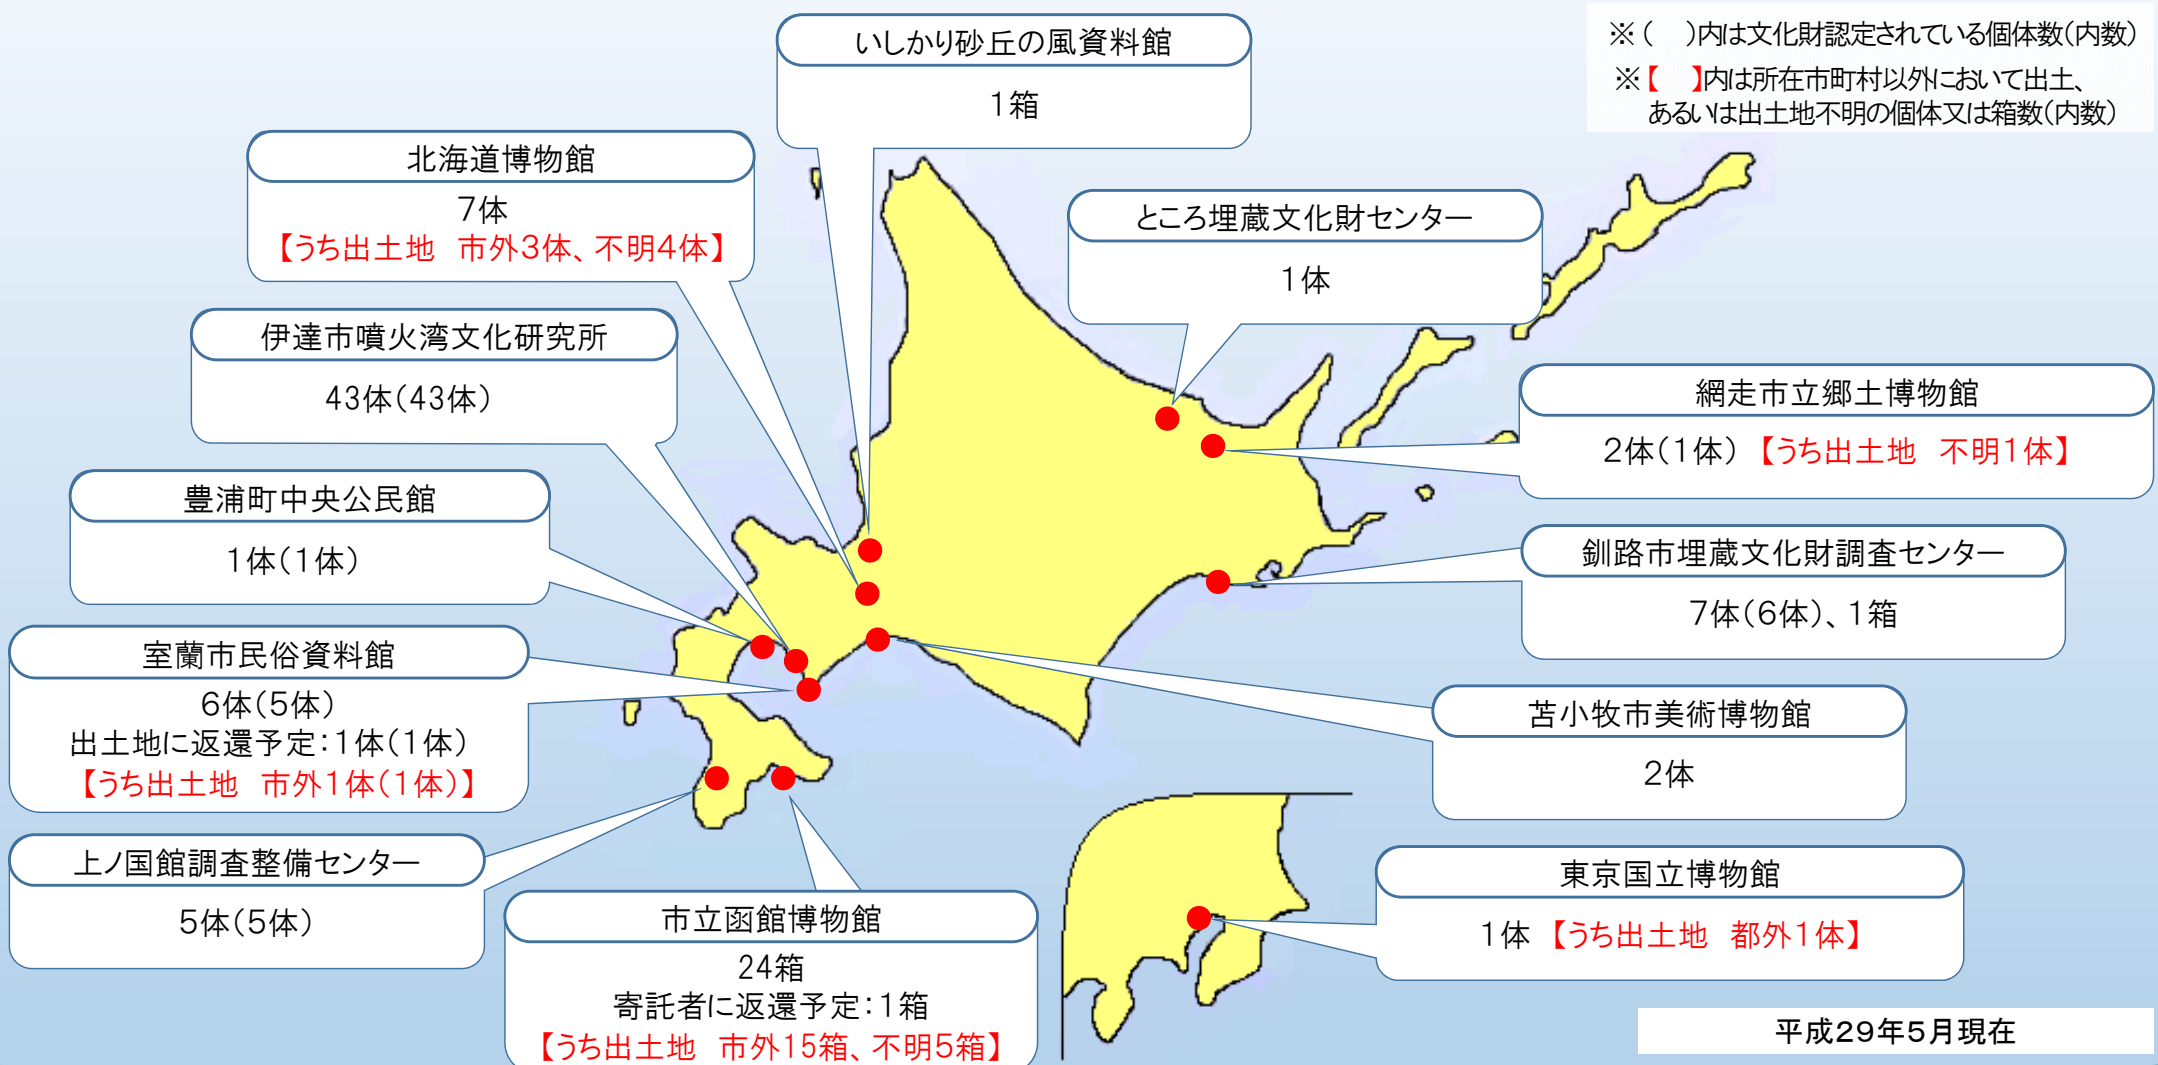 ※(　)内は文化財認定されている個体数(内数)
※【　】内は所在市町村以外において出土、
あるいは出土地不明の個体又は箱数(内数)
いしかり砂丘の風資料館
1箱
北海道博物館
7体
【うち出土地　市外3体、不明4体】
ところ埋蔵文化財センター
1体
伊達市噴火湾文化研究所
43体(43体)
網走市立郷土博物館
2体(1体)　【うち出土地　不明1体】
豊浦町中央公民館
1体(1体)
釧路市埋蔵文化財調査センター
7体(6体)、1箱
室蘭市民俗資料館
6体(5体)
出土地に返還予定：1体(1体)
【うち出土地　市外1体(1体)】
苫小牧市美術博物館
2体
上ノ国館調査整備センター
5体(5体)
市立函館博物館
24箱
寄託者に返還予定：1箱
【うち出土地　市外15箱、不明5箱】
東京国立博物館
1体　【うち出土地　都外1体】
平成29年5月現在